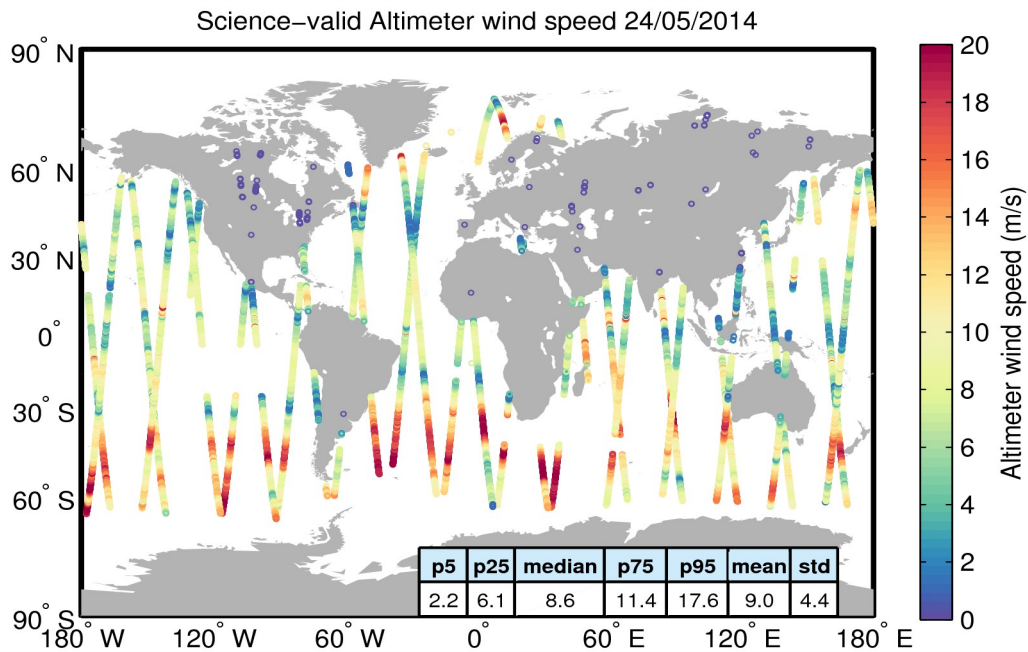 Science−valid Altimeter wind speed 24/05/2014
90° N
60° N
30° N
0°
30° S
60° S
90° S
180° W
120° W
60° W
0°
60° E
120° E
180° E
p5 p25 median p75 p95 mean std
2.2 6.1 8.6 11.4 17.6 9.0 4.4
20
18
16
14
12
10
8
6
4
2
0
Altimeter wind speed (m/s)